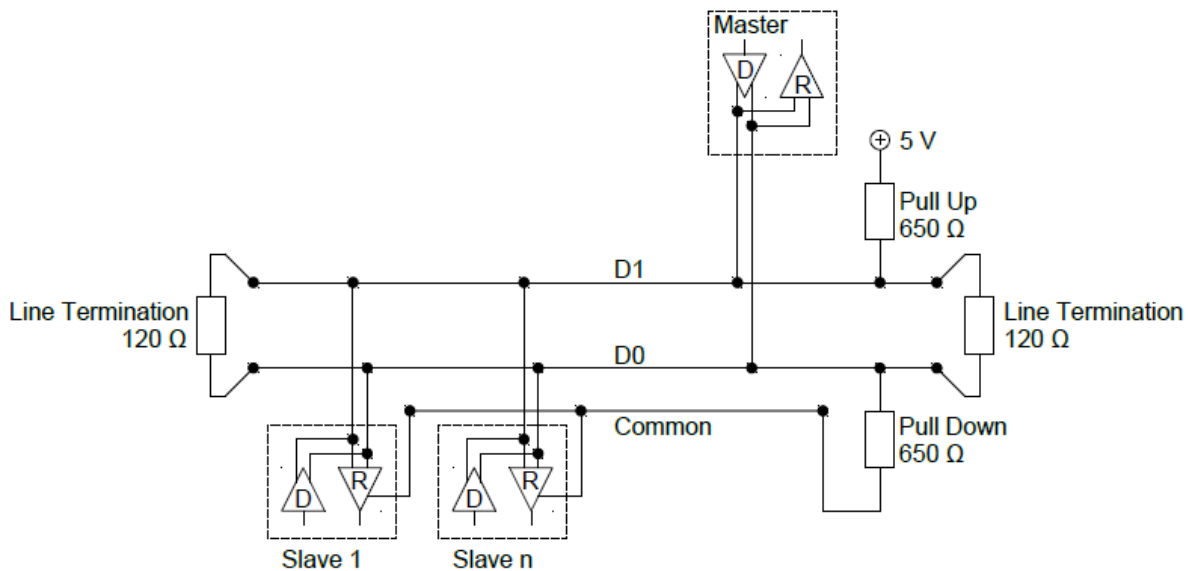 Master
D
R
5 V
Pull Up
650 Ω
D1
Line Termination
120 Ω
Line Termination
120 Ω
D0
Common
Pull Down
650 Ω
D
R
D
R
Slave 1
Slave n